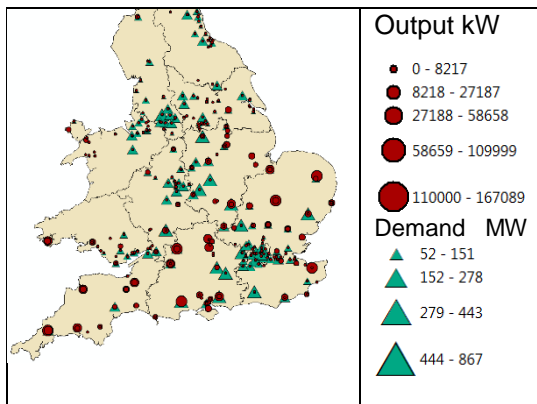 Output kW
0 - 8217
8218 - 27187
27188 - 58658
58659 - 109999
110000 - 167089
Demand MW
52 - 151
152 - 278
279 - 443
444 - 867